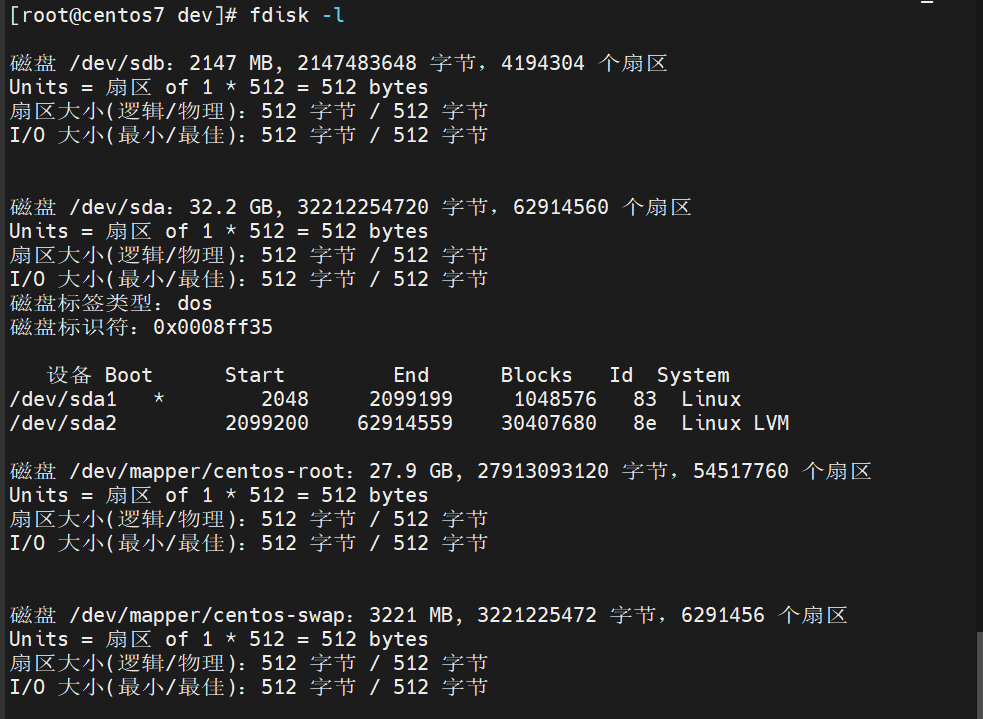 [root@centos7 dev]# fdisk -l
磁盘 /dev/sdb：2147 MB, 2147483648 字节，4194304 个扇区
Units = 扇区 of 1 * 512 = 512 bytes
扇区大小(逻辑/物理)：512 字节 / 512 字节
I/O 大小(最小/最佳)：512 字节 / 512 字节
磁盘 /dev/sda：32.2 GB, 32212254720 字节，62914560 个扇区
Units = 扇区 of 1 * 512 = 512 bytes
扇区大小(逻辑/物理)：512 字节 / 512 字节
I/O 大小(最小/最佳)：512 字节 / 512 字节
磁盘标签类型：dos
磁盘标识符：0x0008ff35
设备 Boot      Start         End      Blocks   Id  System
/dev/sda1   *        2048     2099199     1048576   83  Linux
/dev/sda2         2099200    62914559    30407680   8e  Linux LVM
磁盘 /dev/mapper/centos-root：27.9 GB, 27913093120 字节，54517760 个扇区
Units = 扇区 of 1 * 512 = 512 bytes
扇区大小(逻辑/物理)：512 字节 / 512 字节
I/O 大小(最小/最佳)：512 字节 / 512 字节
磁盘 /dev/mapper/centos-swap：3221 MB, 3221225472 字节，6291456 个扇区
Units = 扇区 of 1 * 512 = 512 bytes
扇区大小(逻辑/物理)：512 字节 / 512 字节
I/O 大小(最小/最佳)：512 字节 / 512 字节